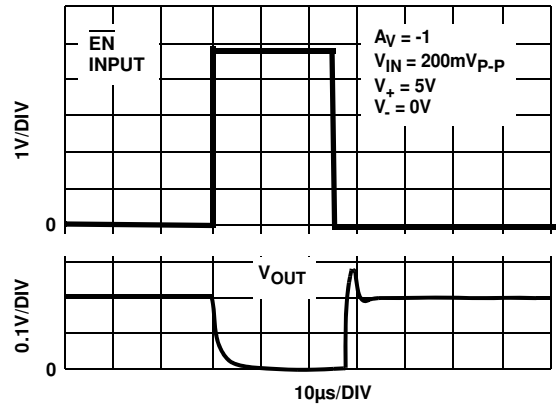 EN
INPUT
A_V = -1
V_IN = 200mV_P-P
V_+ = 5V
V_- = 0V
1V/DIV
0
V_OUT
0.1V/DIV
0
10µs/DIV